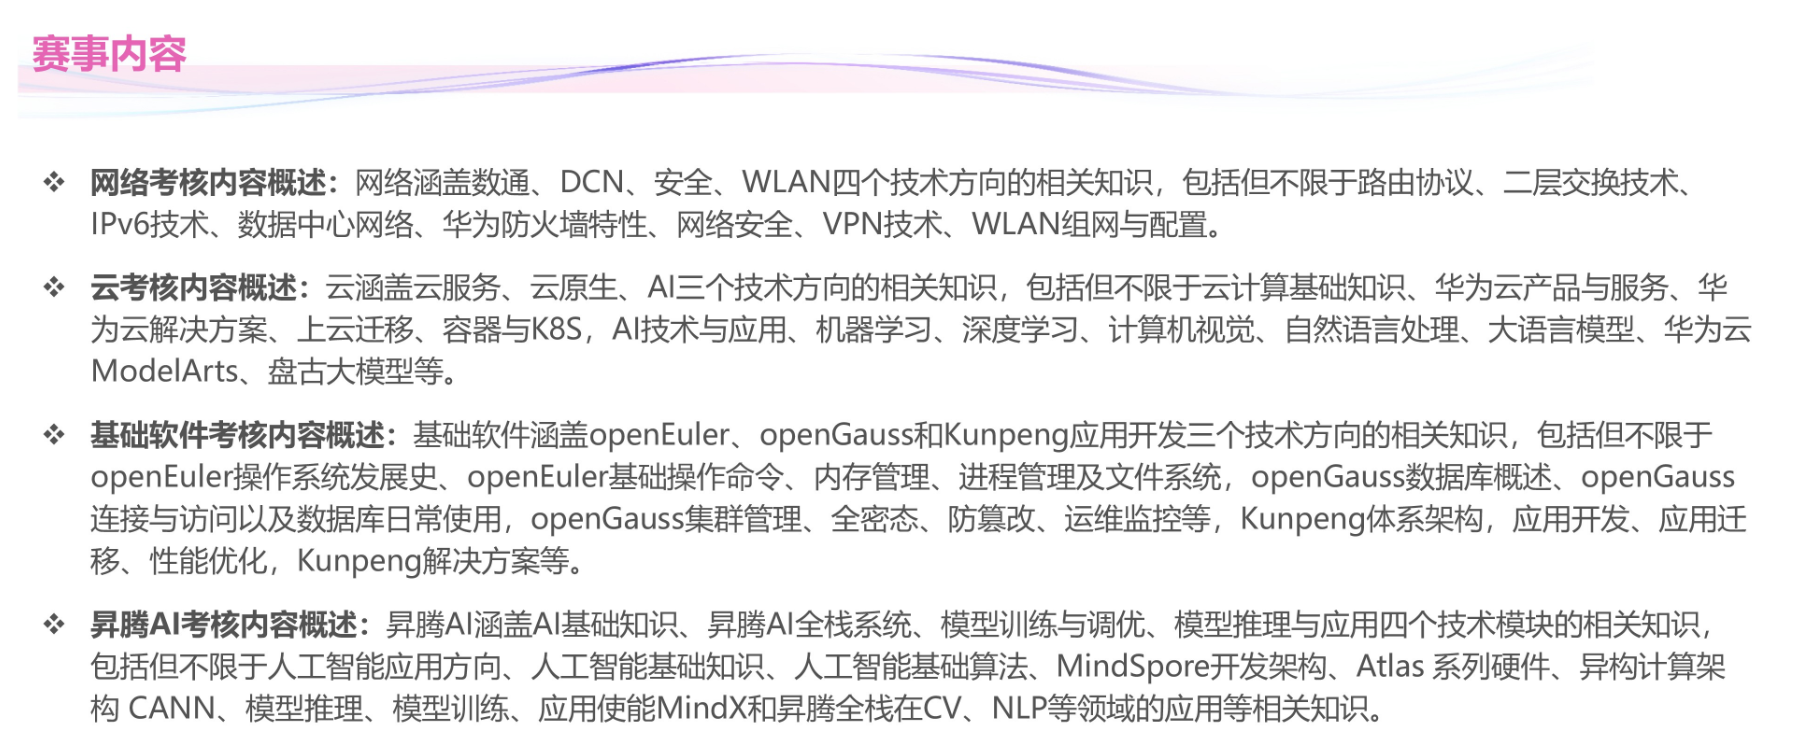 赛事内容
❖ 网络考核内容概述：网络涵盖数通、DCN、安全、WLAN四个技术方向的相关知识，包括但不限于路由协议、二层交换技术、
IPv6技术、数据中心网络、华为防火墙特性、网络安全、VPN技术、WLAN组网与配置。
❖ 云考核内容概述：云涵盖云服务、云原生、AI三个技术方向的相关知识，包括但不限于云计算基础知识、华为云产品与服务、华
为云解决方案、上云迁移、容器与K8S，AI技术与应用、机器学习、深度学习、计算机视觉、自然语言处理、大语言模型、华为云
ModelArts、盘古大模型等。
❖ 基础软件考核内容概述：基础软件涵盖openEuler、openGauss和Kunpeng应用开发三个技术方向的相关知识，包括但不限于
openEuler操作系统发展史、openEuler基础操作命令、内存管理、进程管理及文件系统，openGauss数据库概述、openGauss
连接与访问以及数据库日常使用，openGauss集群管理、全密态、防篡改、运维监控等，Kunpeng体系架构，应用开发、应用迁
移、性能优化，Kunpeng解决方案等。
❖ 昇腾AI考核内容概述：昇腾AI涵盖AI基础知识、昇腾AI全栈系统、模型训练与调优、模型推理与应用四个技术模块的相关知识，
包括但不限于人工智能应用方向、人工智能基础知识、人工智能基础算法、MindSpore开发架构、Atlas 系列硬件、异构计算架
构 CANN、模型推理、模型训练、应用使能MindX和昇腾全栈在CV、NLP等领域的应用等相关知识。